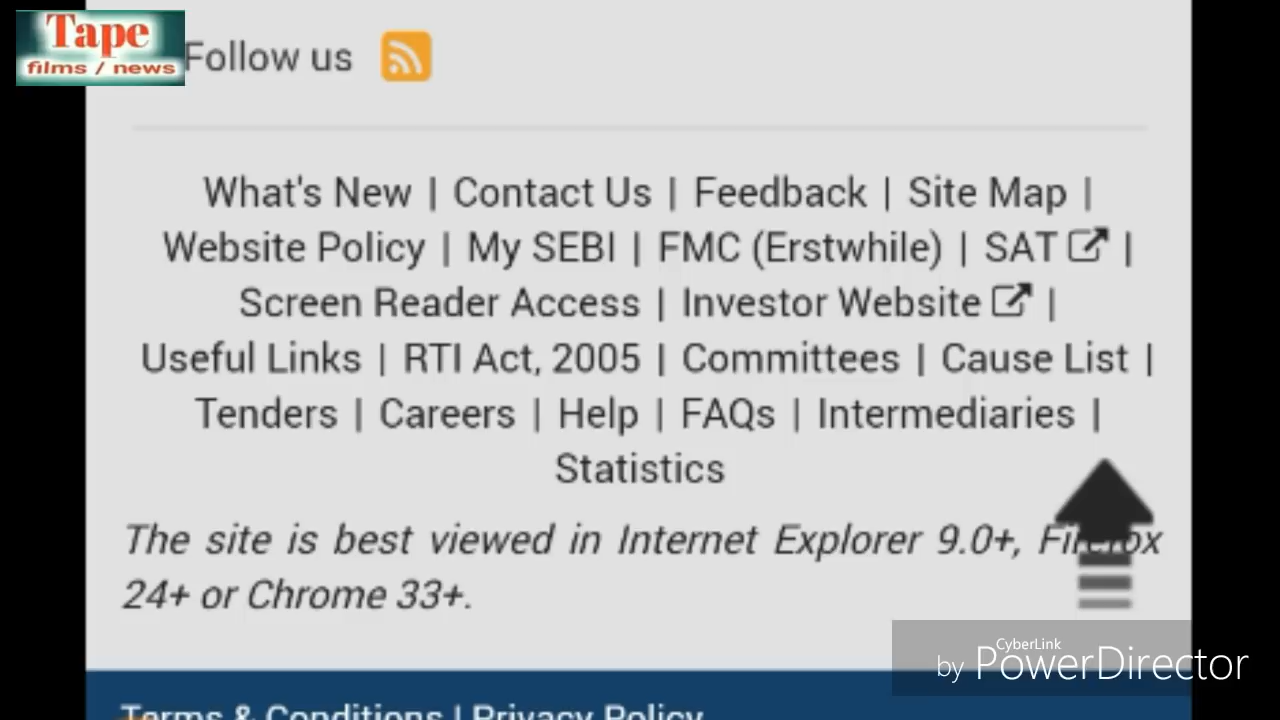 Tape
films / news
Follow us
What's New | Contact Us | Feedback | Site Map |
Website Policy | My SEBI | FMC (Erstwhile) | SAT |
Screen Reader Access | Investor Website |
Useful Links | RTI Act, 2005 | Committees | Cause List |
Tenders | Careers | Help | FAQs | Intermediaries |
Statistics
The site is best viewed in Internet Explorer 9.0+, Firefox
24+ or Chrome 33+.
CyberLink
by PowerDirector
Terms & Conditions | Privacy Policy